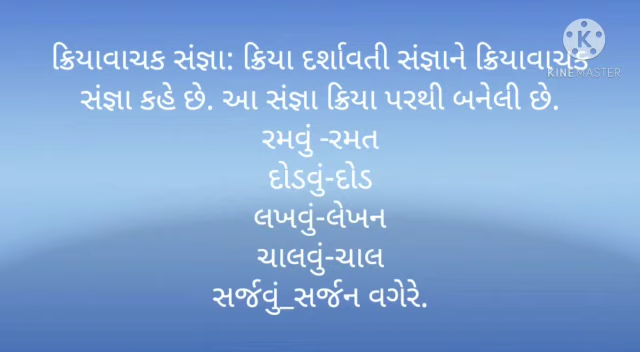 ક્રિયાવાચક સંજ્ઞા: ક્રિયા દર્શાવતી સંજ્ઞાને ક્રિયાવાચક
સંજ્ઞા કહે છે. આ સંજ્ઞા ક્રિયા પરથી બનેલી છે.
રમવું -રમત
દોડવું-દોડ
લખવું-લેખન
ચાલવું-ચાલ
સર્જવું_સર્જન વગેરે.
K
KINEMASTER